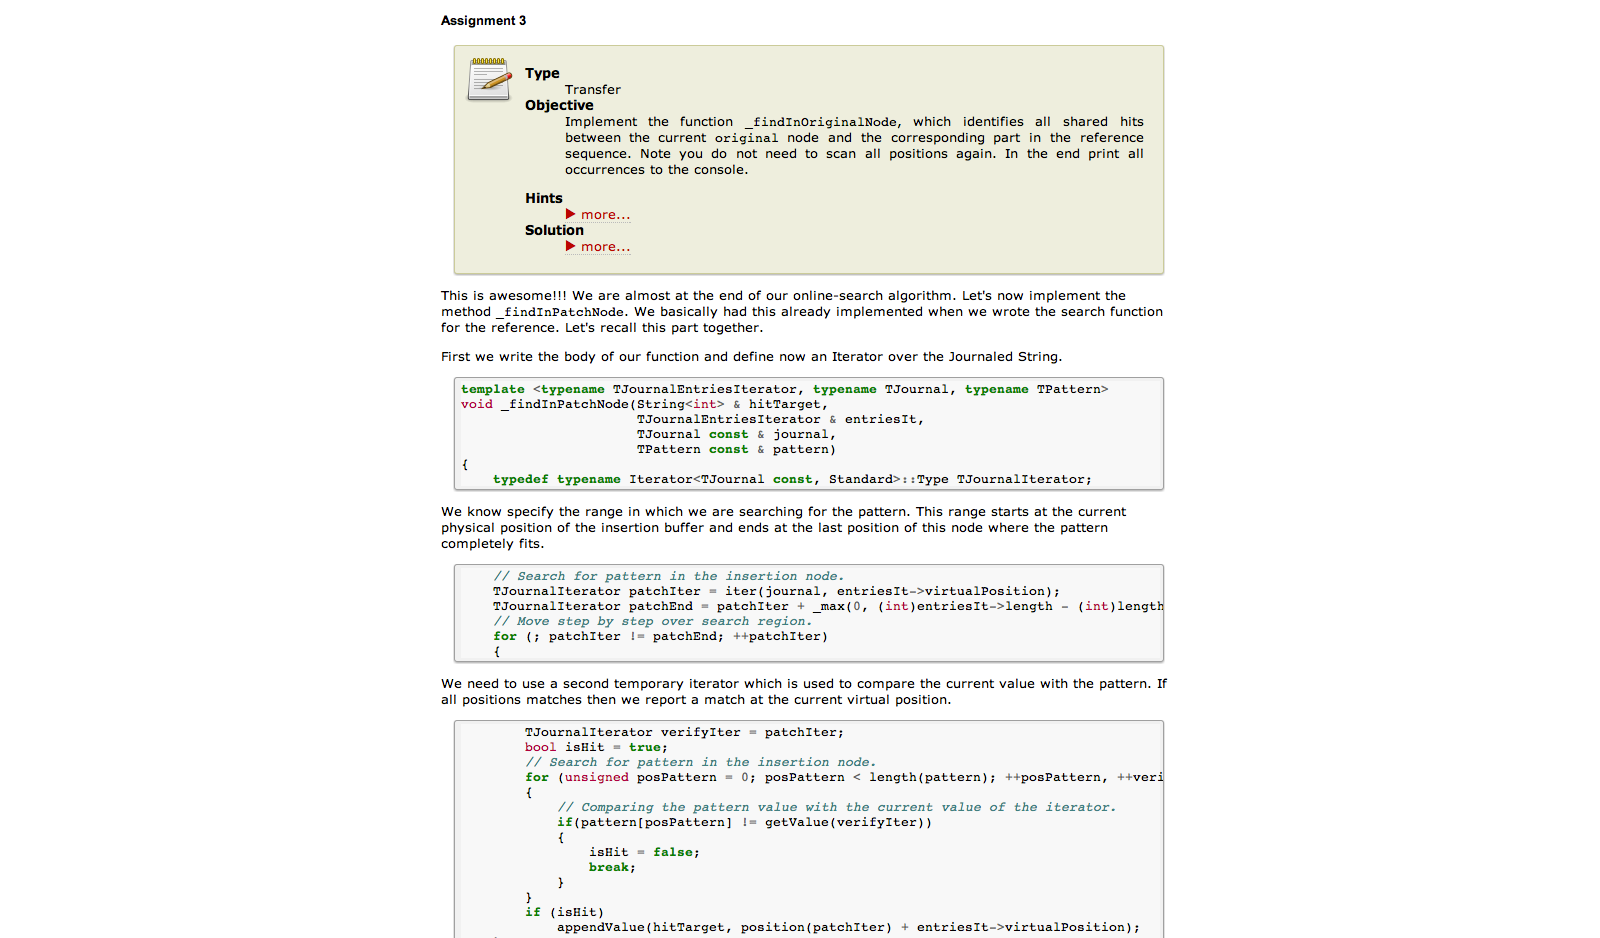 Assignment 3
Type
Transfer
Objective
Implement the function _findInOriginalNode, which identifies all shared hits
between the current original node and the corresponding part in the reference
sequence. Note you do not need to scan all positions again. In the end print all
occurrences to the console.
Hints
more...
Solution
more...
This is awesome!!! We are almost at the end of our online-search algorithm. Let's now implement the
method _findInPatchNode. We basically had this already implemented when we wrote the search function
for the reference. Let's recall this part together.
First we write the body of our function and define now an Iterator over the Journaled String.
template <typename TJournalEntriesIterator, typename TJournal, typename TPattern>
void _findInPatchNode(String<int> & hitTarget,
                      TJournalEntriesIterator & entriesIt,
                      TJournal const & journal,
                      TPattern const & pattern)
{
    typedef typename Iterator<TJournal const, Standard>::Type TJournalIterator;
We know specify the range in which we are searching for the pattern. This range starts at the current
physical position of the insertion buffer and ends at the last position of this node where the pattern
completely fits.
    // Search for pattern in the insertion node.
    TJournalIterator patchIter = iter(journal, entriesIt->virtualPosition);
    TJournalIterator patchEnd = patchIter + _max(0, (int)entriesIt->length - (int)length
    // Move step by step over search region.
    for (; patchIter != patchEnd; ++patchIter)
    {
We need to use a second temporary iterator which is used to compare the current value with the pattern. If
all positions matches then we report a match at the current virtual position.
        TJournalIterator verifyIter = patchIter;
        bool isHit = true;
        // Search for pattern in the insertion node.
        for (unsigned posPattern = 0; posPattern < length(pattern); ++posPattern, ++veri
        {
            // Comparing the pattern value with the current value of the iterator.
            if(pattern[posPattern] != getValue(verifyIter))
            {
                isHit = false;
                break;
            }
        }
        if (isHit)
            appendValue(hitTarget, position(patchIter) + entriesIt->virtualPosition);